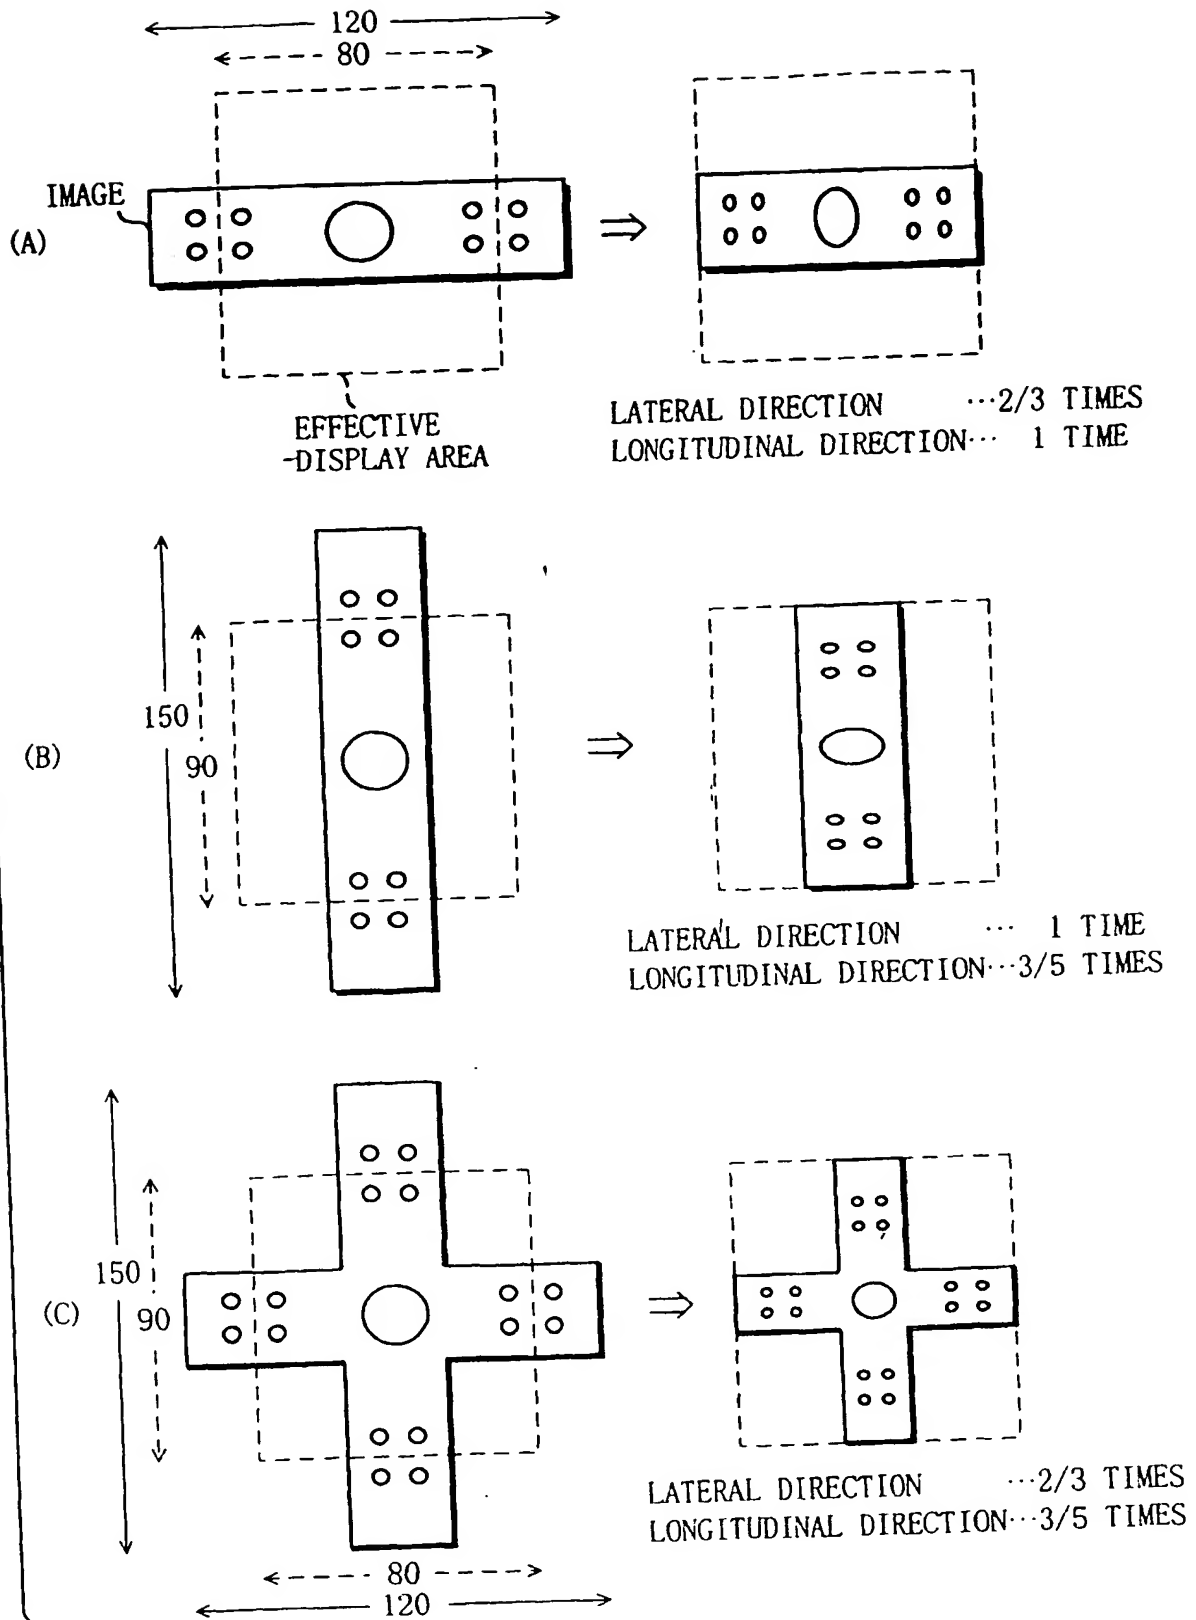 120
80
IMAGE
(A)
EFFECTIVE
DISPLAY AREA
LATERAL DIRECTION ···2/3 TIMES
LONGITUDINAL DIRECTION··· 1 TIME
150
90
(B)
LATERAL DIRECTION ··· 1 TIME
LONGITUDINAL DIRECTION···3/5 TIMES
150
90
(C)
80
120
LATERAL DIRECTION ···2/3 TIMES
LONGITUDINAL DIRECTION···3/5 TIMES